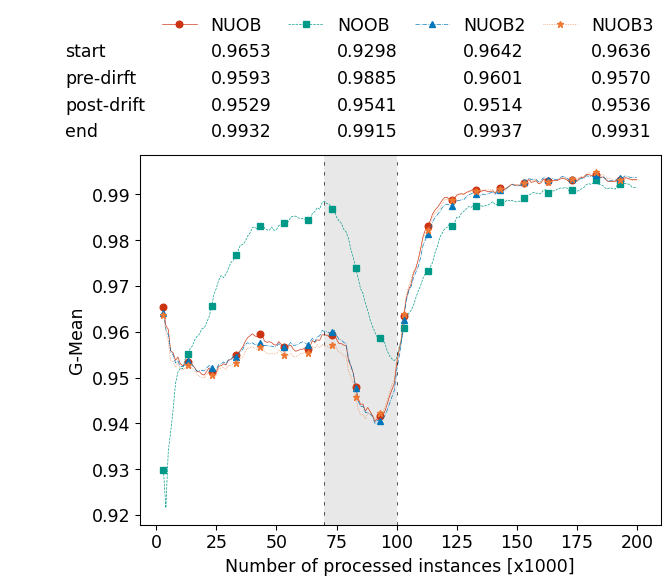 NUOB NOOB NUOB2 NUOB3
start 0.9653 0.9298 0.9642 0.9636
pre-dirft 0.9593 0.9885 0.9601 0.9570
post-drift 0.9529 0.9541 0.9514 0.9536
end 0.9932 0.9915 0.9937 0.9931
0.99
0.98
0.97
0.96
0.95
0.94
0.93
0.92
G-Mean
0 25 50 75 100 125 150 175 200
Number of processed instances [x1000]